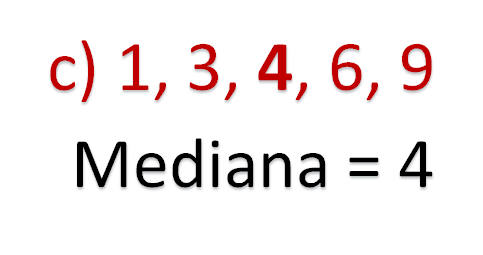 c) 1, 3, 4, 6, 9
Mediana = 4